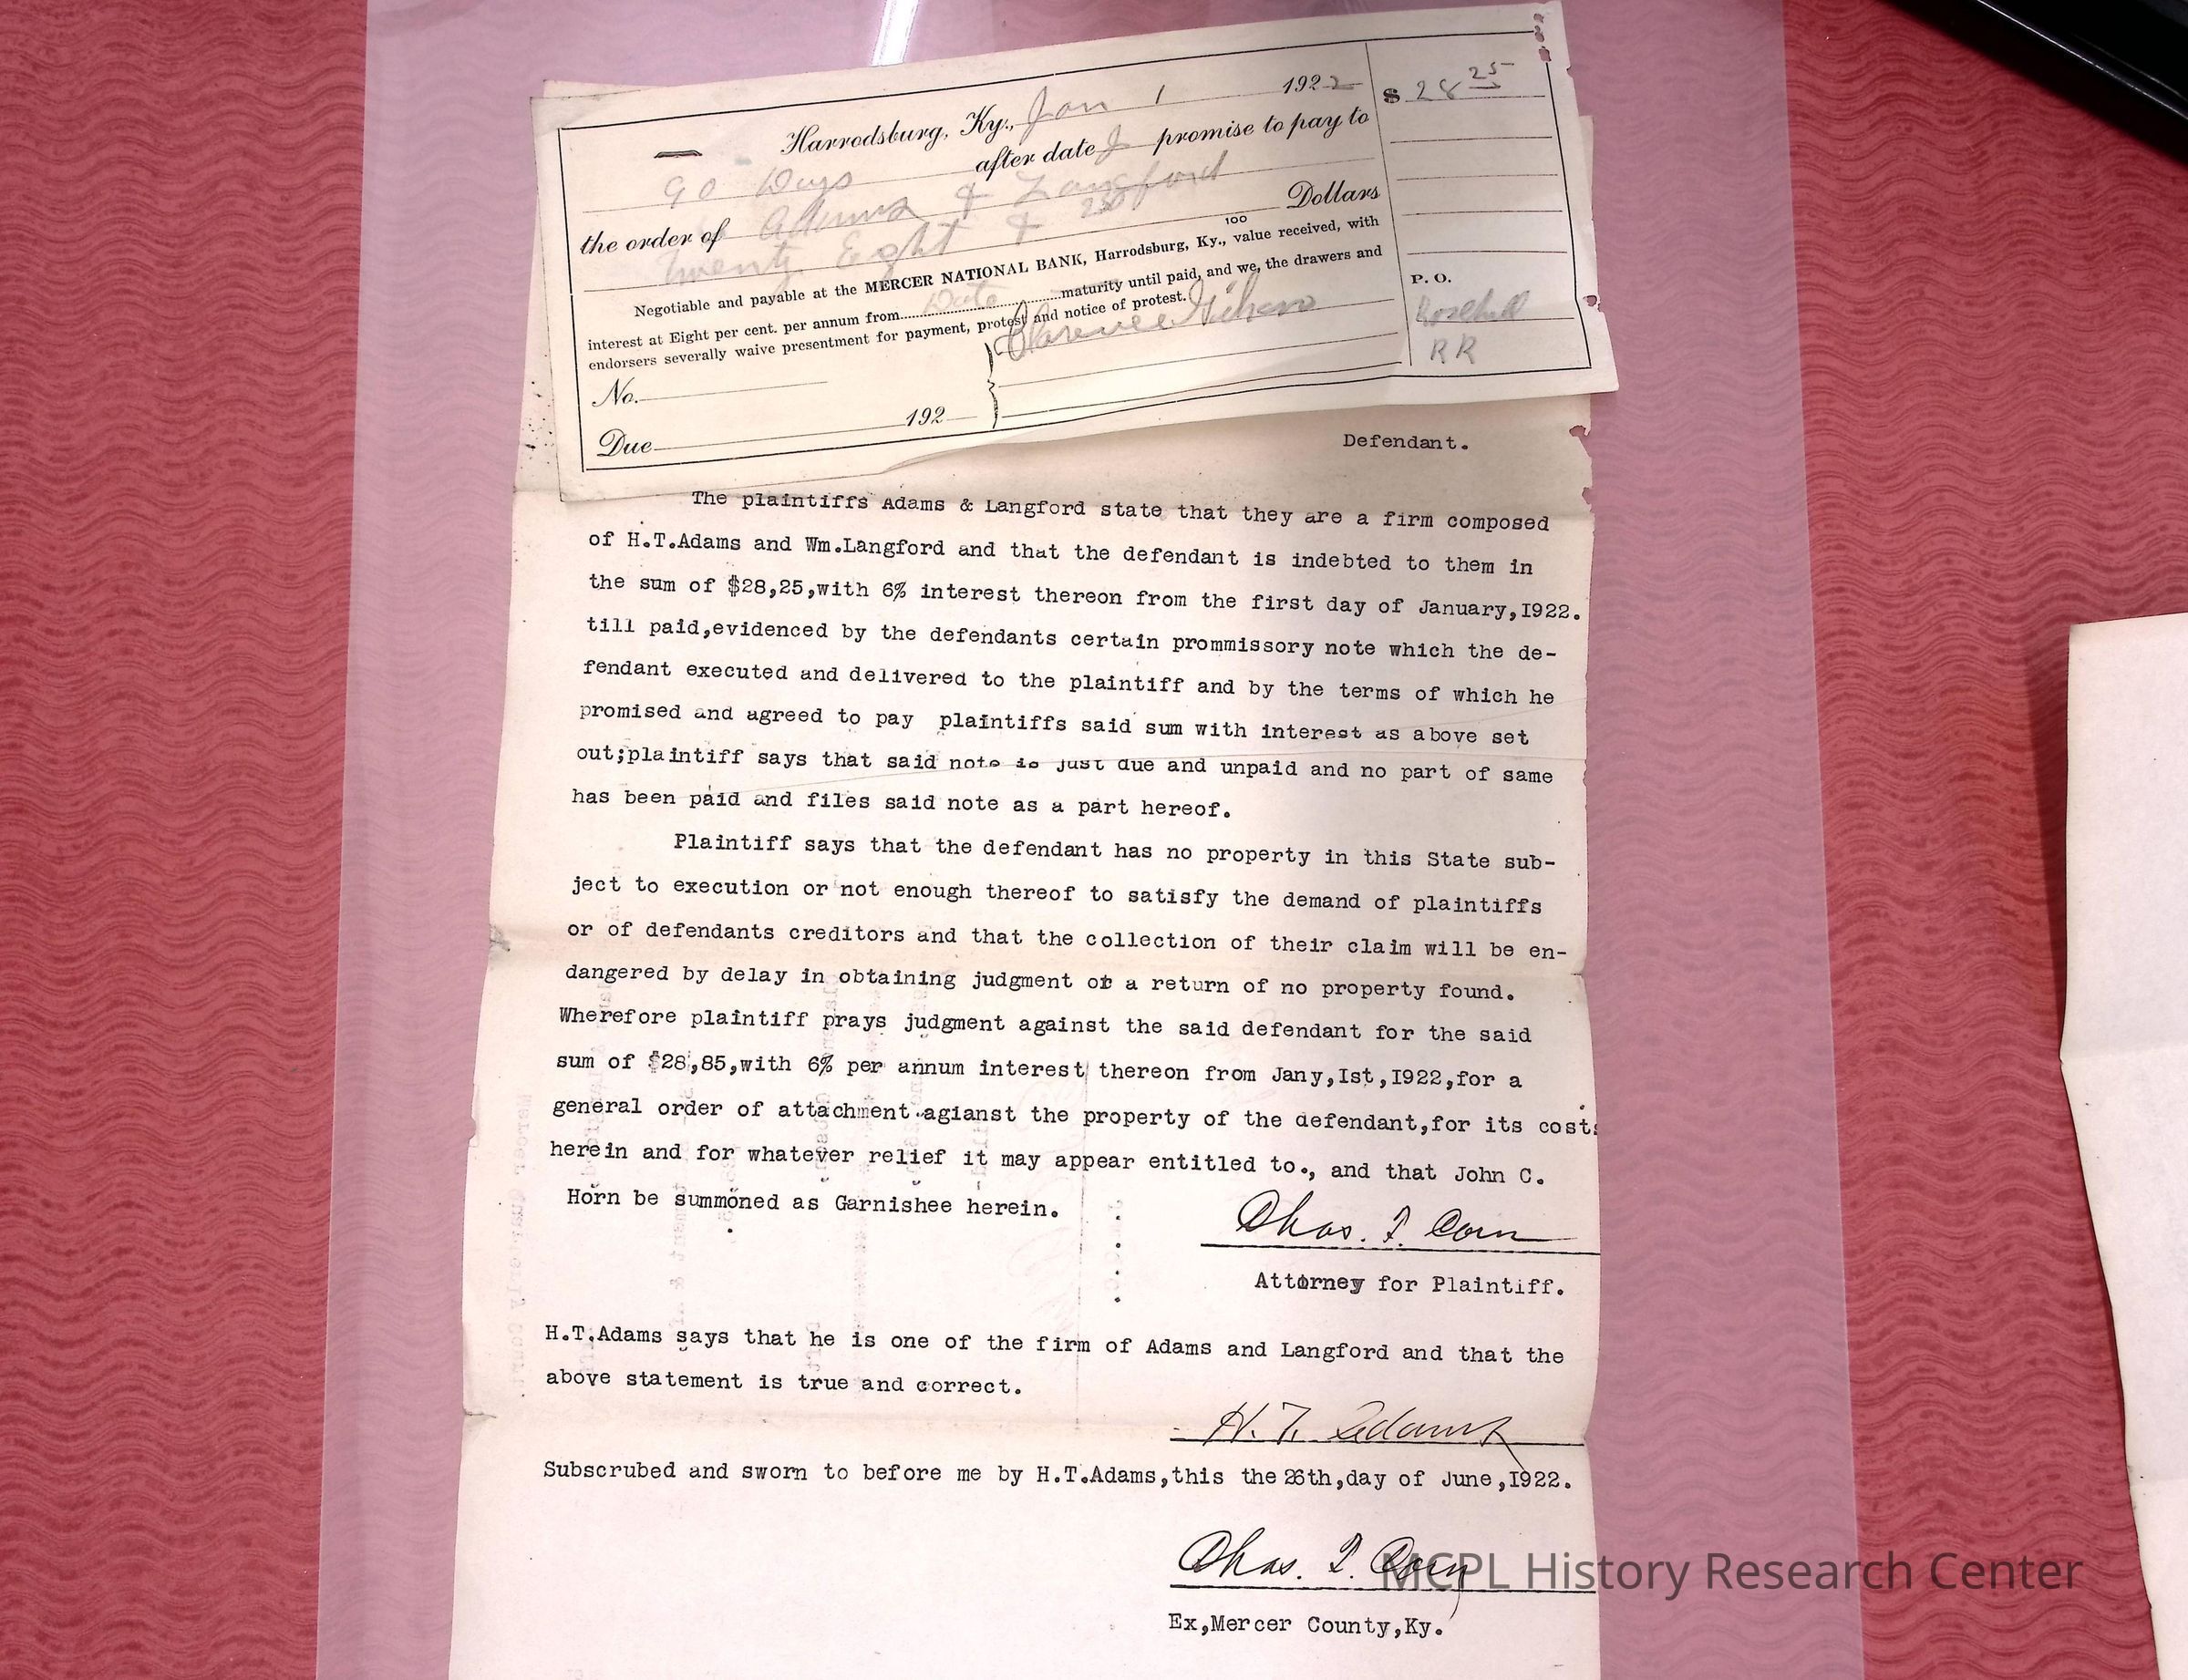 Harrodsburg, Ky., Jan 1 1922 $ 28 25
90 Days after date I promise to pay to
the order of Adams & Langford
Twenty Eight & 25 100 Dollars
Negotiable and payable at the MERCER NATIONAL BANK, Harrodsburg, Ky., value received, with
interest at Eight per cent. per annum from Date maturity until paid, and we, the drawers and
endorsers severally waive presentment for payment, protest and notice of protest.
Clarence
P. O.
Rosehill
RR
No.
Due 192
Defendant.
The plaintiffs Adams & Langford state that they are a firm composed
of H.T.Adams and Wm.Langford and that the defendant is indebted to them in
the sum of $28,25,with 6% interest thereon from the first day of January,I922.
till paid,evidenced by the defendants certain prommissory note which the de-
fendant executed and delivered to the plaintiff and by the terms of which he
promised and agreed to pay plaintiffs said sum with interest as above set
out;plaintiff says that said note is just due and unpaid and no part of same
has been paid and files said note as a part hereof.
Plaintiff says that the defendant has no property in this State sub-
ject to execution or not enough thereof to satisfy the demand of plaintiffs
or of defendants creditors and that the collection of their claim will be en-
dangered by delay in obtaining judgment or a return of no property found.
Wherefore plaintiff prays judgment against the said defendant for the said
sum of $28,85,with 6% per annum interest thereon from Jany,Ist,I922,for a
general order of attachment agianst the property of the defendant,for its costs
herein and for whatever relief it may appear entitled to., and that John C.
Horn be summoned as Garnishee herein.
Chas. T. Corn
Attorney for Plaintiff.
H.T.Adams says that he is one of the firm of Adams and Langford and that the
above statement is true and correct.
H. T. Adams
Subscrubed and sworn to before me by H.T.Adams,this the 26th,day of June,I922.
Chas. T. Corn
Ex,Mercer County,Ky.
MCPL History Research Center